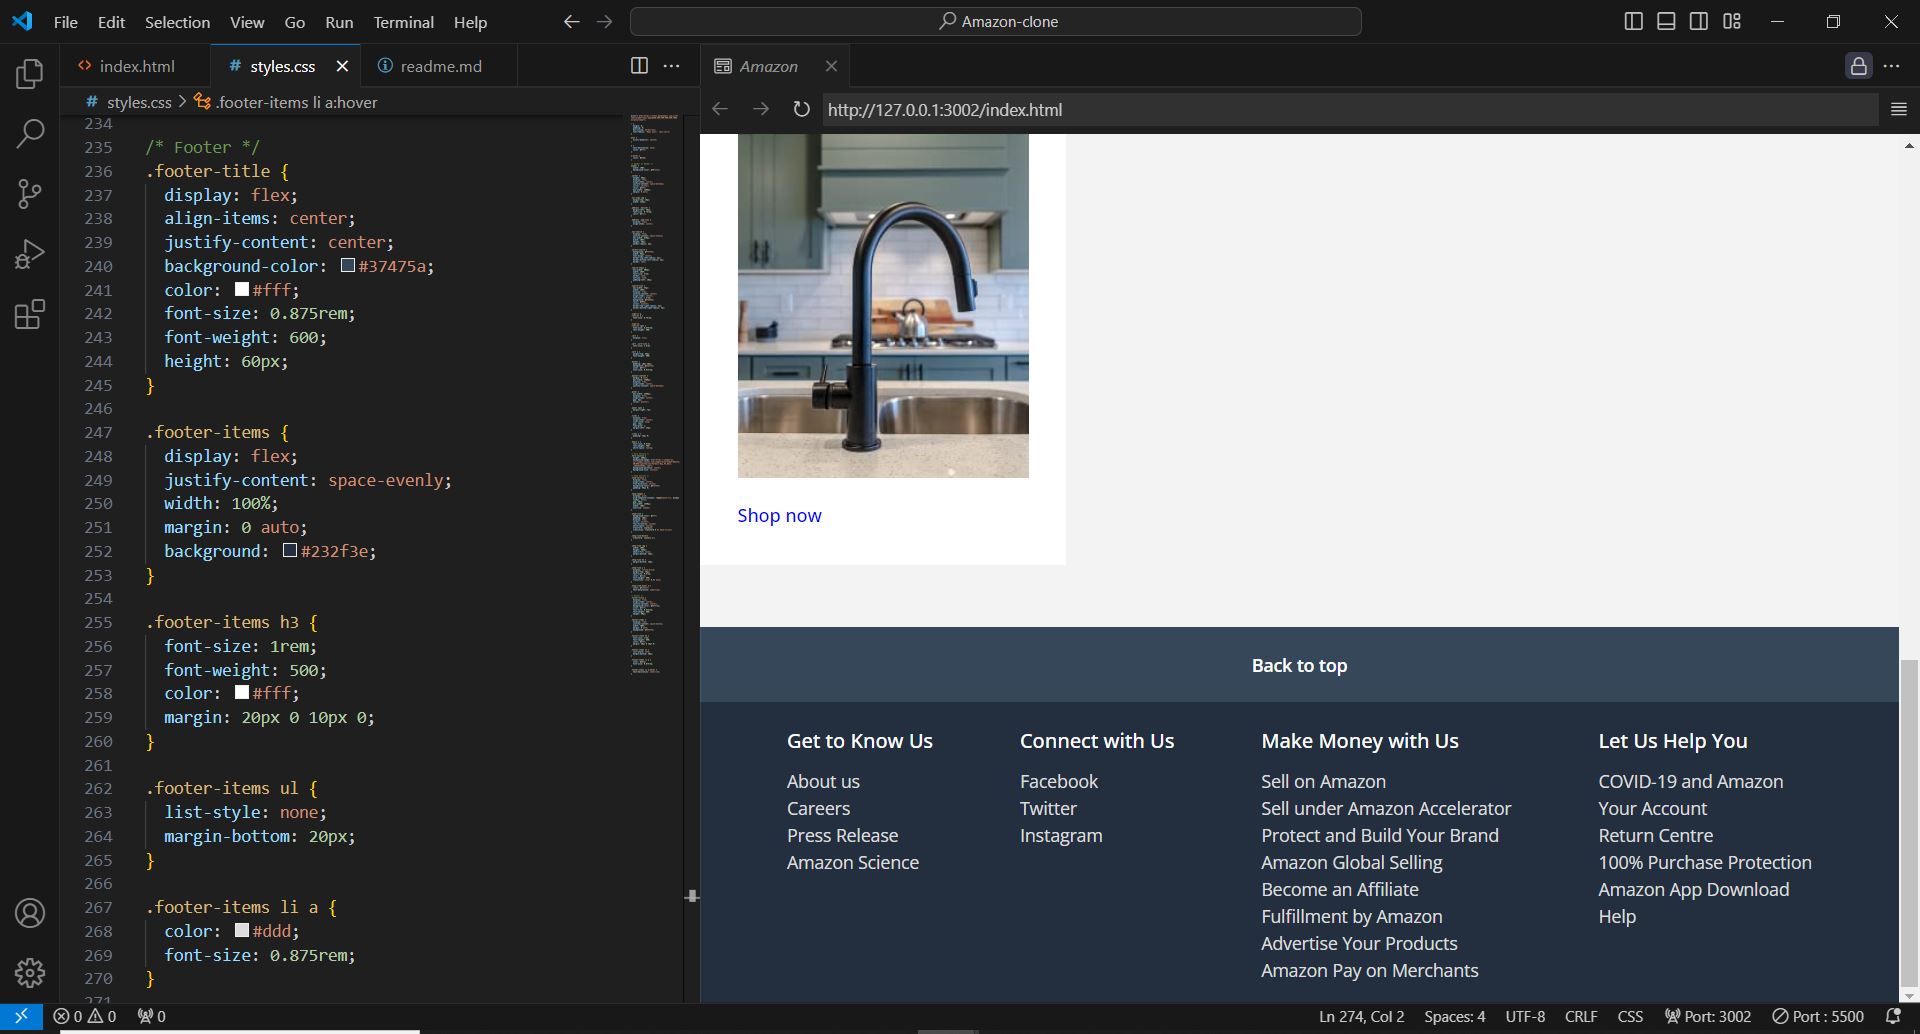 File Edit Selection View Go Run Terminal Help
Amazon-clone
index.html
styles.css
readme.md
Amazon
# styles.css > .footer-items li a:hover
http://127.0.0.1:3002/index.html
234
235 /* Footer */
236 .footer-title {
237 display: flex;
238 align-items: center;
239 justify-content: center;
240 background-color: #37475a;
241 color: #fff;
242 font-size: 0.875rem;
243 font-weight: 600;
244 height: 60px;
245 }
246
247 .footer-items {
248 display: flex;
249 justify-content: space-evenly;
250 width: 100%;
251 margin: 0 auto;
252 background: #232f3e;
253 }
254
255 .footer-items h3 {
256 font-size: 1rem;
257 font-weight: 500;
258 color: #fff;
259 margin: 20px 0 10px 0;
260 }
261
262 .footer-items ul {
263 list-style: none;
264 margin-bottom: 20px;
265 }
266
267 .footer-items li a {
268 color: #ddd;
269 font-size: 0.875rem;
270 }
271
Shop now
Back to top
Get to Know Us
About us
Careers
Press Release
Amazon Science
Connect with Us
Facebook
Twitter
Instagram
Make Money with Us
Sell on Amazon
Sell under Amazon Accelerator
Protect and Build Your Brand
Amazon Global Selling
Become an Affiliate
Fulfillment by Amazon
Advertise Your Products
Amazon Pay on Merchants
Let Us Help You
COVID-19 and Amazon
Your Account
Return Centre
100% Purchase Protection
Amazon App Download
Help
0 0 0
Ln 274, Col 2 Spaces: 4 UTF-8 CRLF CSS Port: 3002 Port : 5500